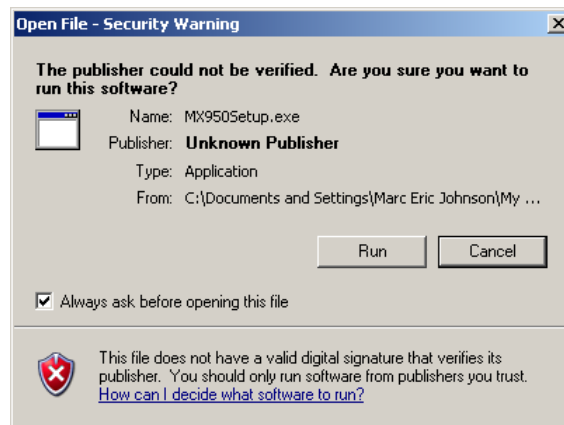 Open File - Security Warning
The publisher could not be verified. Are you sure you want to
run this software?
Name: MX950Setup.exe
Publisher: Unknown Publisher
Type: Application
From: C:\Documents and Settings\Marc Eric Johnson\My ...
Run Cancel
Always ask before opening this file
This file does not have a valid digital signature that verifies its
publisher. You should only run software from publishers you trust.
How can I decide what software to run?